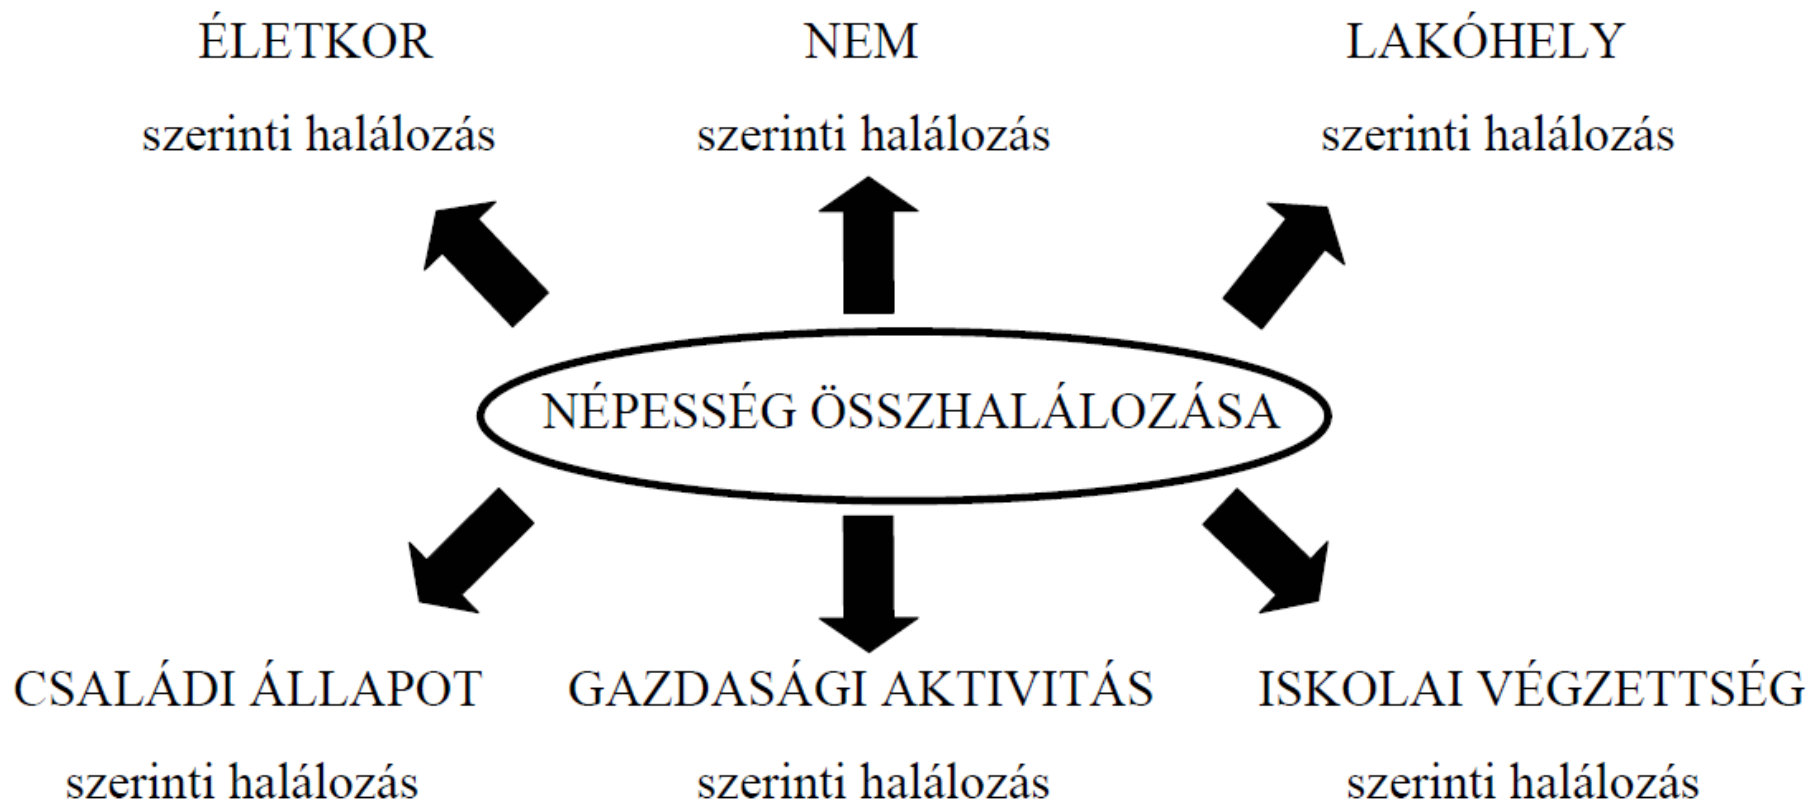 ÉLETKOR
szerinti halálozás
NEM
szerinti halálozás
LAKÓHELY
szerinti halálozás
NÉPESSÉG ÖSSZHALÁLOZÁSA
CSALÁDI ÁLLAPOT
szerinti halálozás
GAZDASÁGI AKTIVITÁS
szerinti halálozás
ISKOLAI VÉGZETTSÉG
szerinti halálozás